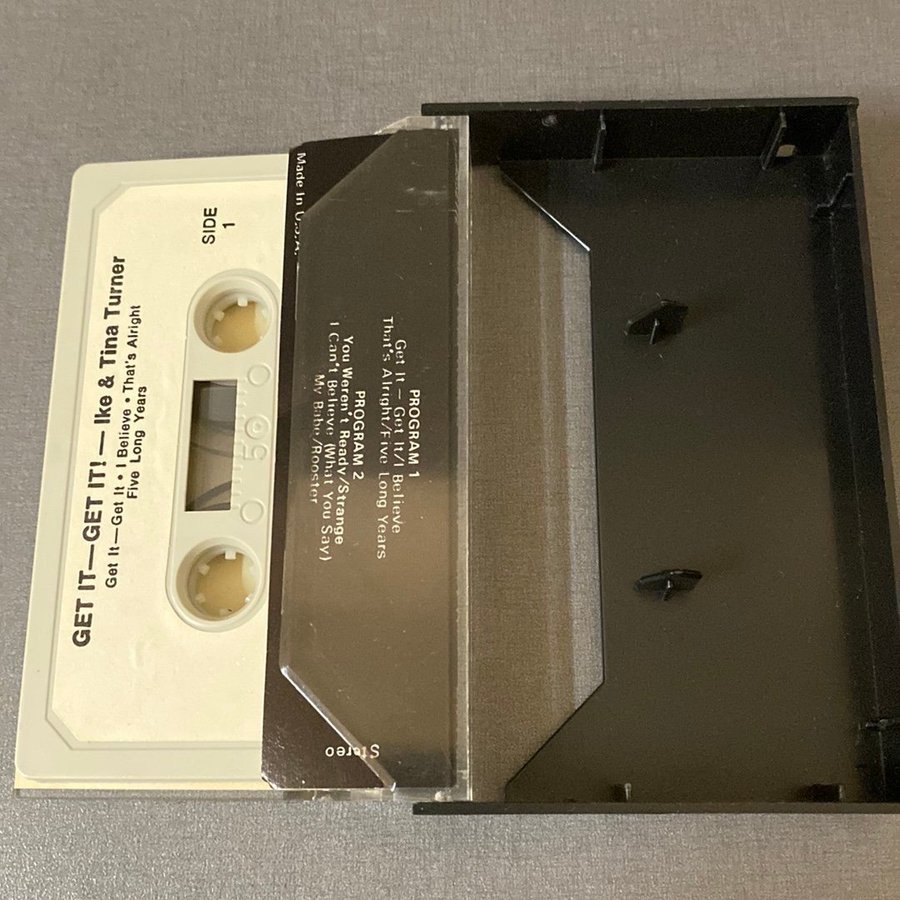 GET IT—GET IT! — Ike & Tina Turner
Get It—Get It • I Believe • That's Alright
Five Long Years
SIDE
1
Made In U.S.A.
PROGRAM 1
Get It — Get It/I Believe
That's Alright/Five Long Years
PROGRAM 2
You Weren't Ready/Strange
I Can't Believe (What You Say)
My Babe/Rooster
Stereo